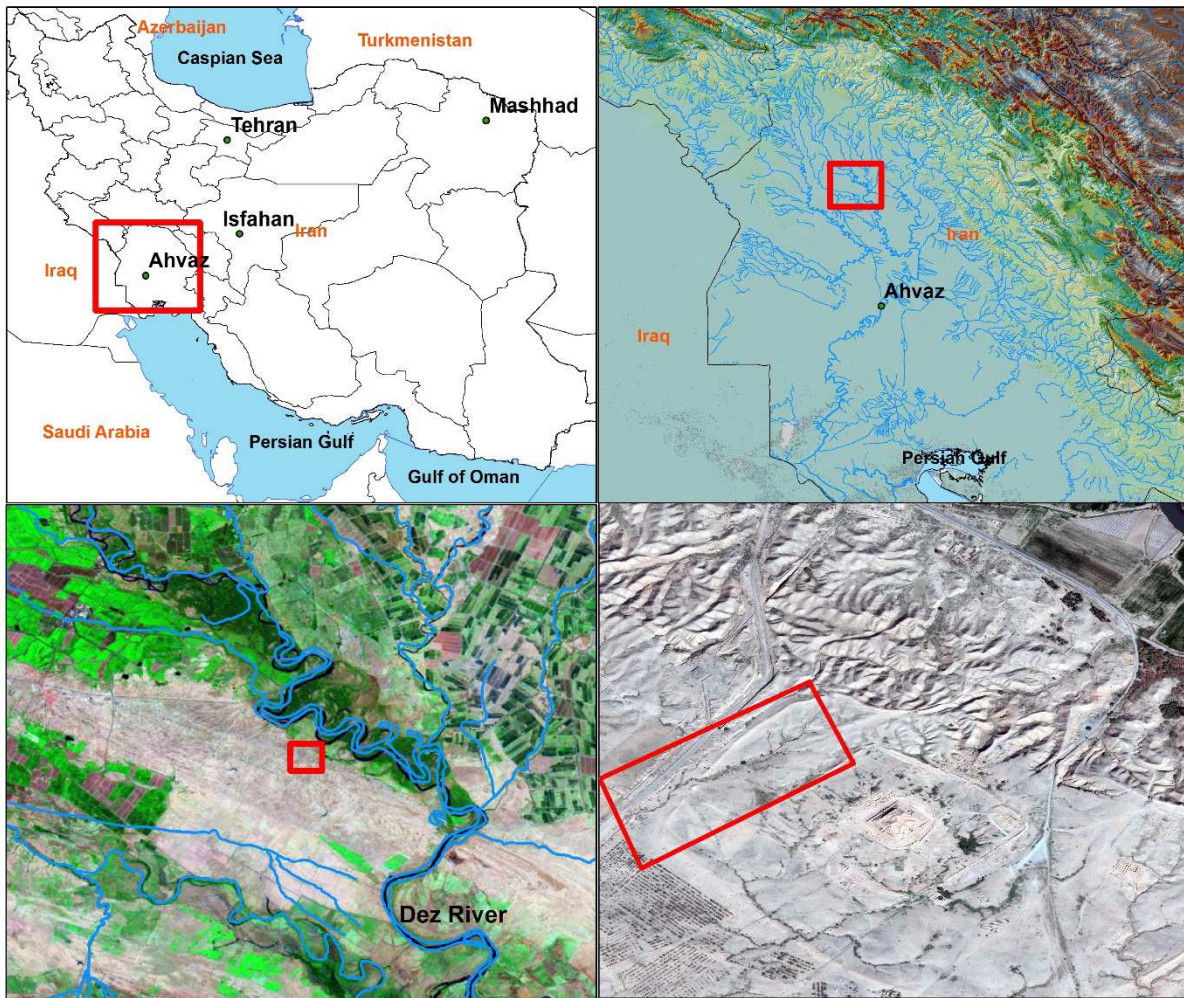 Azerbaijan
Caspian Sea
Turkmenistan
Mashhad
Tehran
Isfahan
Iran
Iraq
Ahvaz
Saudi Arabia
Persian Gulf
Gulf of Oman
Iran
Ahvaz
Iraq
Persian Gulf
Dez River